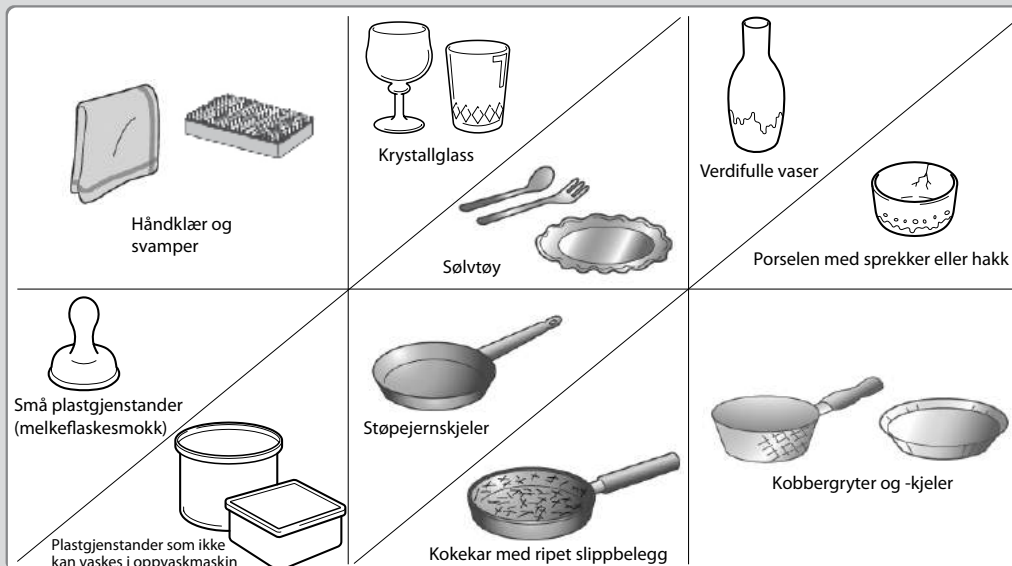 Håndklær og
svamper
Krystallglass
Sølvtøy
Verdifulle vaser
Porselen med sprekker eller hakk
Små plastgjenstander
(melkeflaskesmokk)
Plastgjenstander som ikke
kan vaskes i oppvaskmaskin
Støpejernskjeler
Kokekar med ripet slippbelegg
Kobbergryter og -kjeler